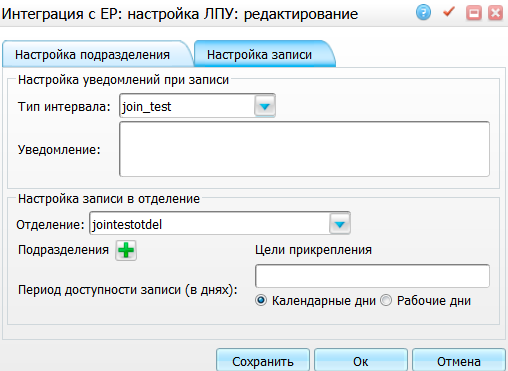 Интеграция с ЕР: настройка ЛПУ: редактирование
Настройка подразделения
Настройка записи
Настройка уведомлений при записи
Тип интервала: join_test
Уведомление:
Настройка записи в отделение
Отделение: jointestotdel
Подразделения
Цели прикрепления
Период доступности записи (в днях):
Календарные дни
Рабочие дни
Сохранить
Ок
Отмена